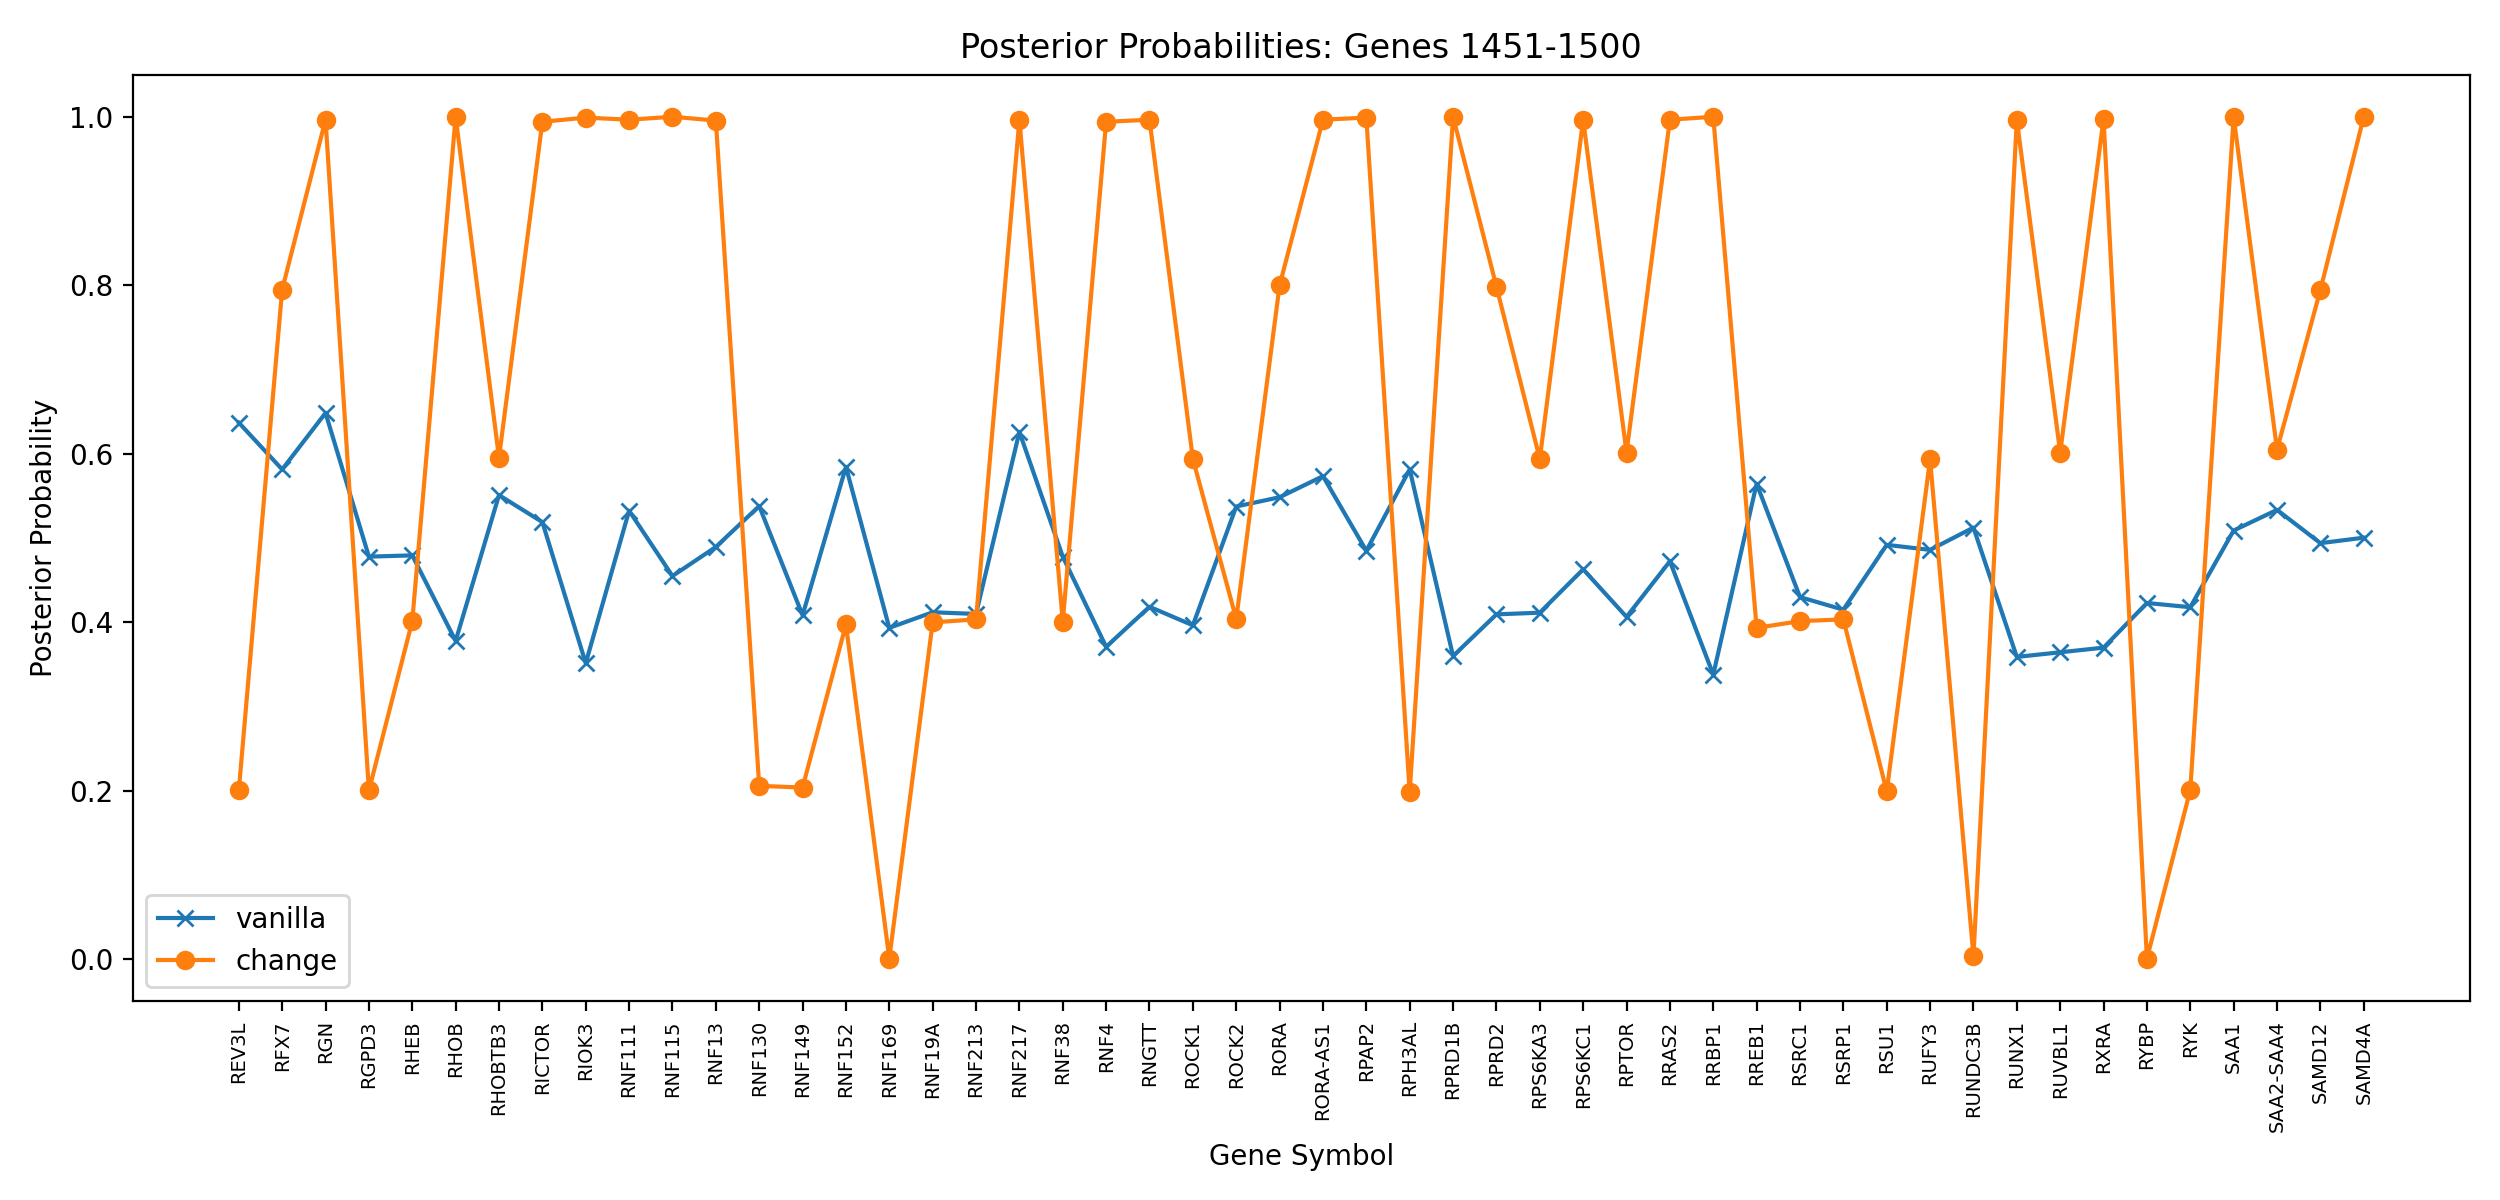 Posterior Probabilities: Genes 1451-1500
Posterior Probability
1.0
0.8
0.6
0.4
0.2
0.0
vanilla
change
REV3L
RFX7
RGN
RGPD3
RHEB
RHOB
RHOBTB3
RICTOR
RIOK3
RNF111
RNF115
RNF13
RNF130
RNF149
RNF152
RNF169
RNF19A
RNF213
RNF217
RNF38
RNF4
RNGTT
ROCK1
ROCK2
RORA
RORA-AS1
RPAP2
RPH3AL
RPRD1B
RPRD2
RPS6KA3
RPS6KC1
RPTOR
RRAS2
RRBP1
RREB1
RSRC1
RSRP1
RSU1
RUFY3
RUNDC3B
RUNX1
RUVBL1
RXRA
RYBP
RYK
SAA1
SAA2-SAA4
SAMD12
SAMD4A
Gene Symbol